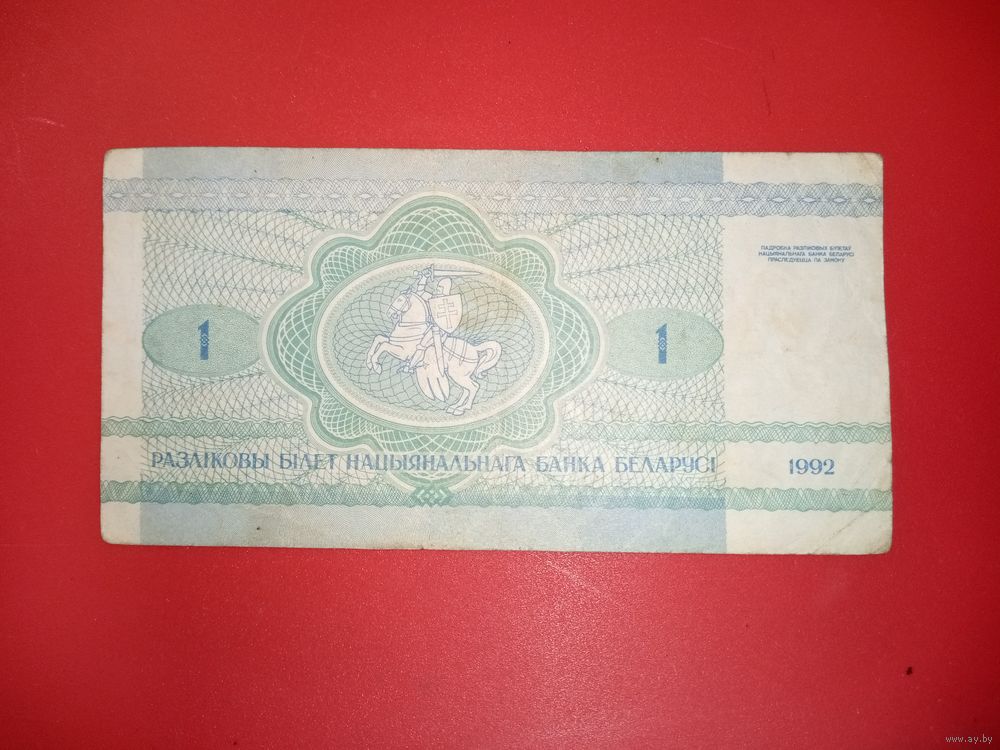 ПАДРОБКА РАЗЛІКОВЫХ БІЛЕТАЎ
НАЦЫЯНАЛЬНАГА БАНКА БЕЛАРУСІ
ПРАСЛЕДУЕЦЦА ПА ЗАКОНУ
1 1
РАЗЛІКОВЫ БІЛЕТ НАЦЫЯНАЛЬНАГА БАНКА БЕЛАРУСІ 1992
www.ay.by